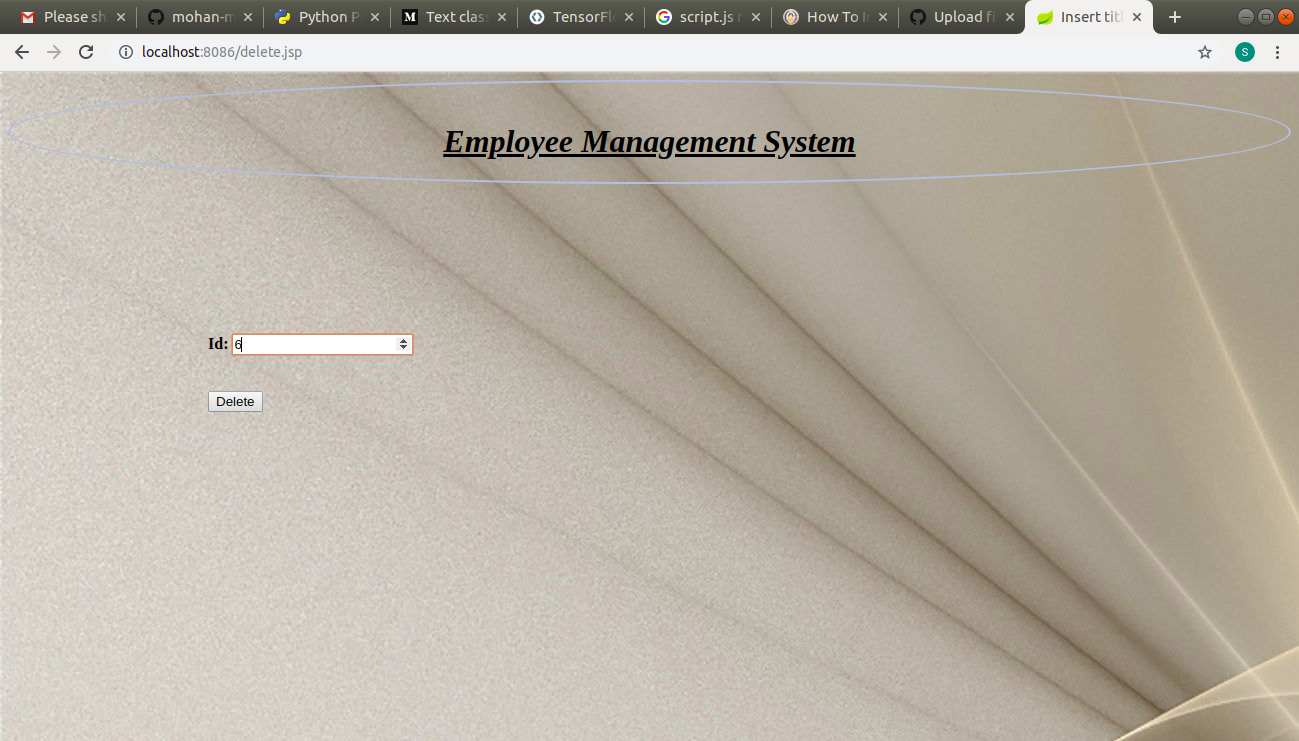 Please sh
mohan-m
Python P
Text clas
TensorFl
script.js
How To I
Upload fi
Insert titl
localhost:8086/delete.jsp
S
Employee Management System
Id: 6
Delete